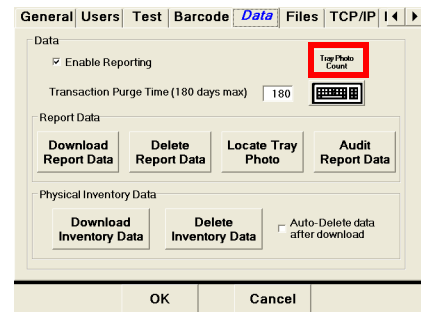 General Users Test Barcode Data Files TCP/IP
Data
Enable Reporting
Tray Photo
Count
Transaction Purge Time (180 days max) 180
Report Data
Download
Report Data
Delete
Report Data
Locate Tray
Photo
Audit
Report Data
Physical Inventory Data
Download
Inventory Data
Delete
Inventory Data
Auto-Delete data
after download
OK Cancel